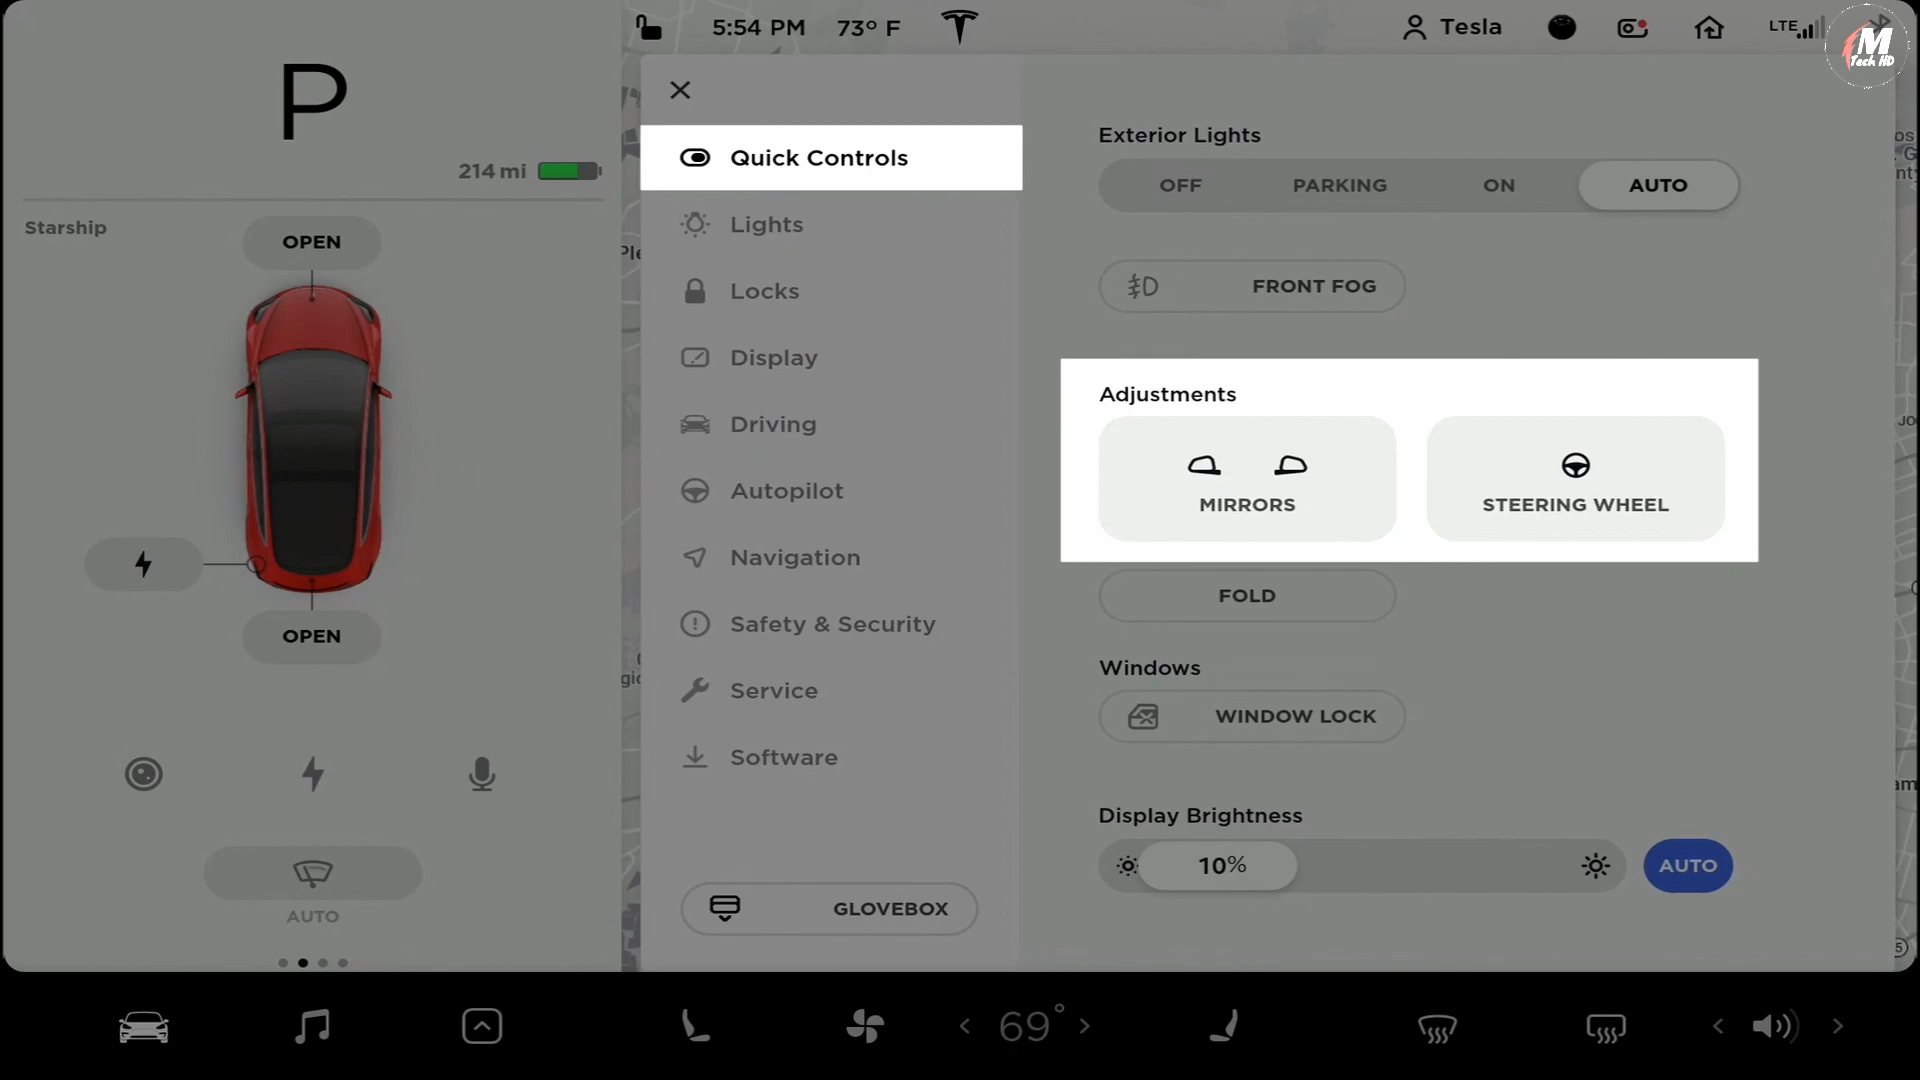 5:54 PM 73° F
Tesla
LTE
M
Tech HD
P
214 mi
Starship
OPEN
OPEN
AUTO
Quick Controls
Lights
Locks
Display
Driving
Autopilot
Navigation
Safety & Security
Service
Software
GLOVEBOX
Exterior Lights
OFF PARKING ON AUTO
FRONT FOG
Adjustments
MIRRORS STEERING WHEEL
FOLD
Windows
WINDOW LOCK
Display Brightness
10% AUTO
69°